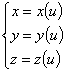 x = x(u)
y = y(u)
z = z(u)